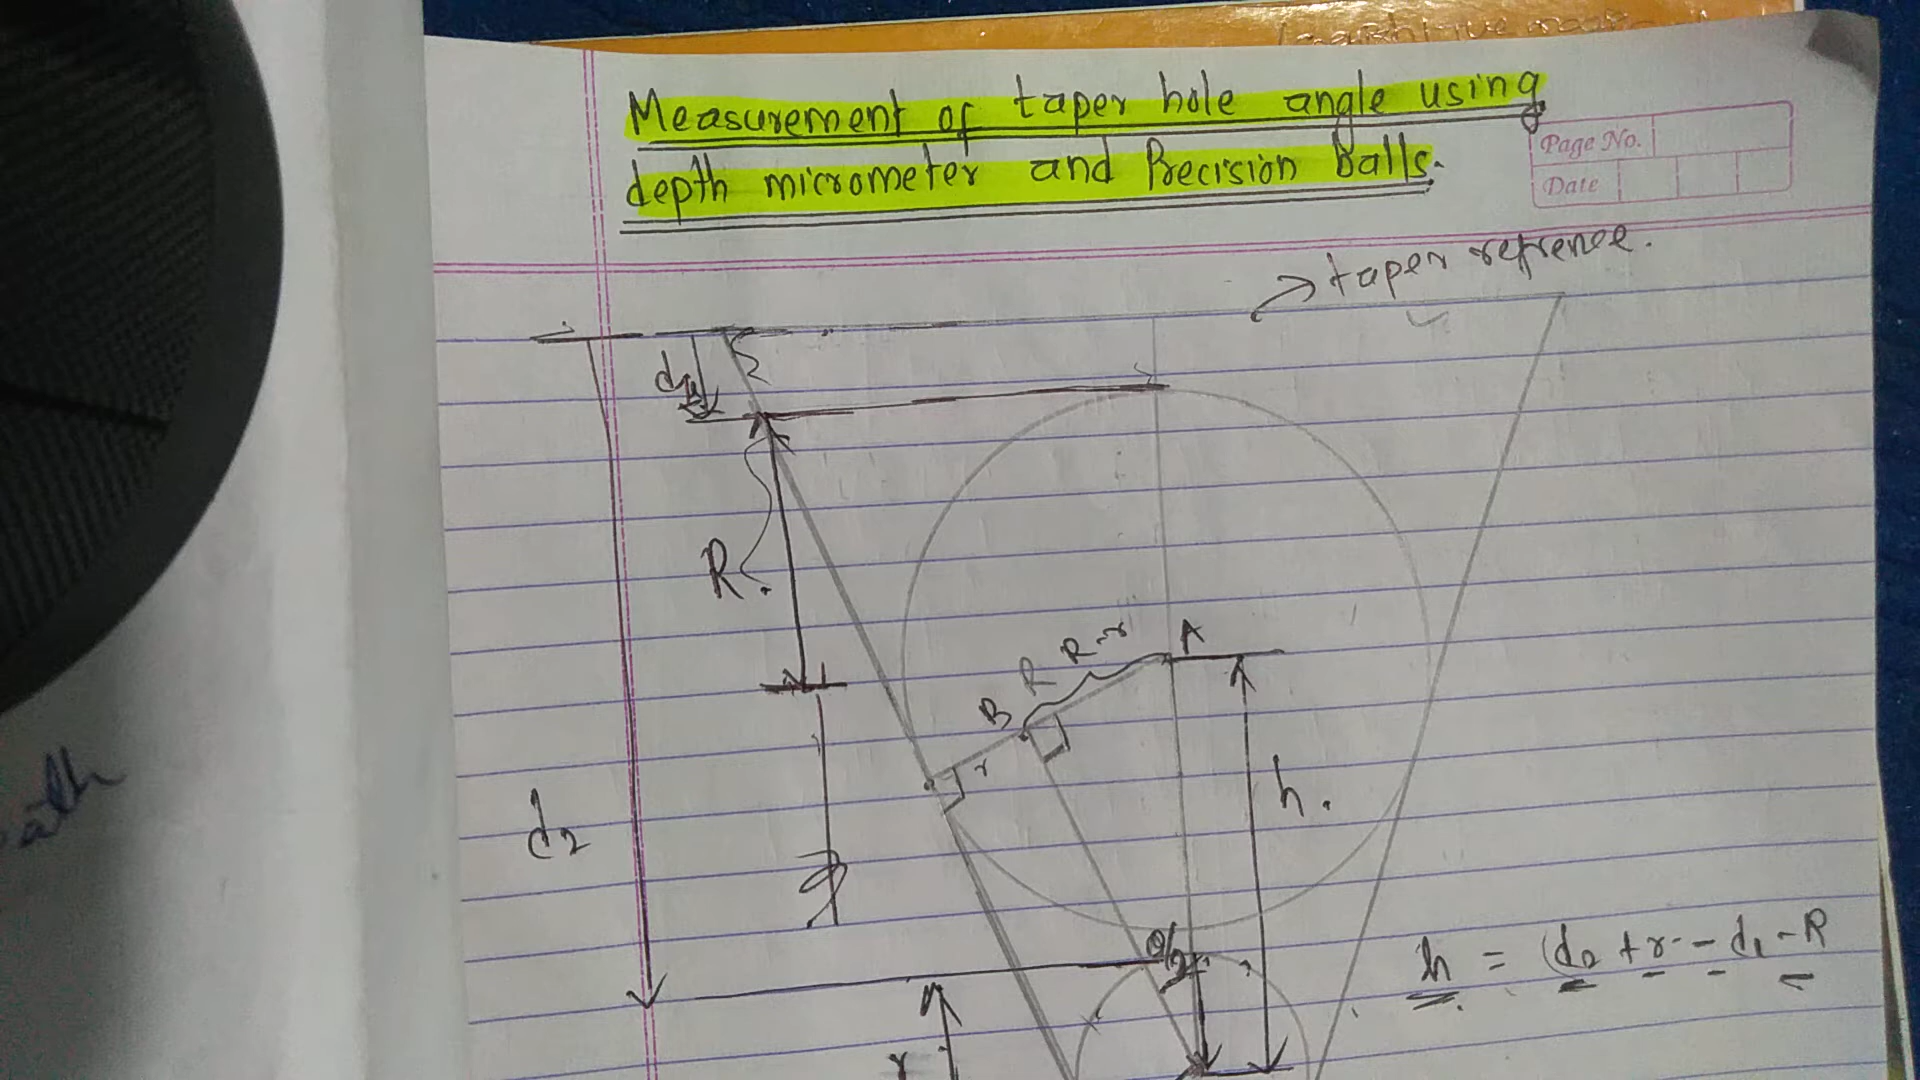 Measurement of taper hole angle using
depth micrometer and Precision Balls.
Page No.
Date
taper refrence.
d1
R
R-r
A
R
B
r
h.
d2
θ/2
h = (d2 + r - d1 - R
r